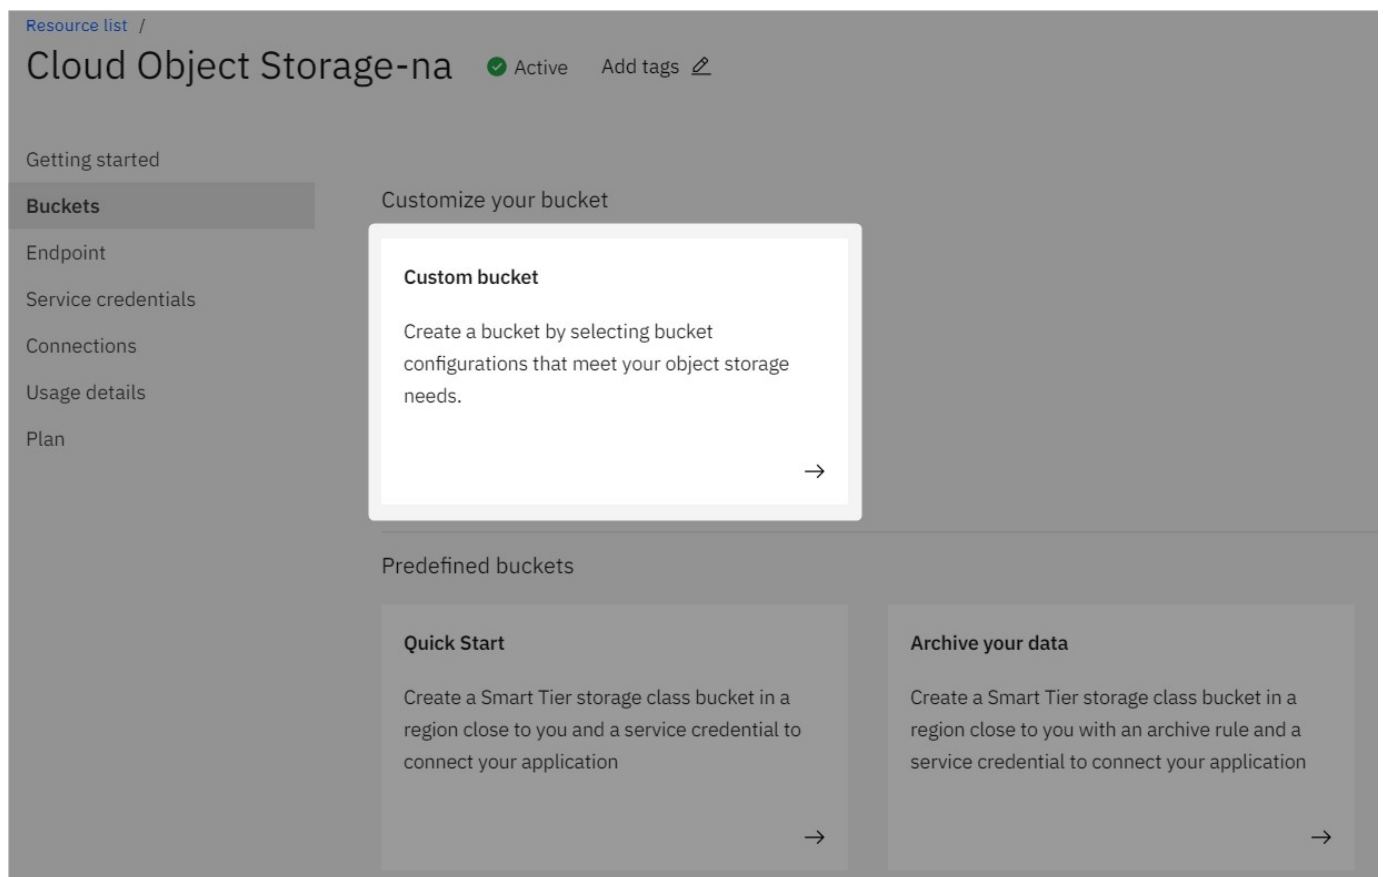 Resource list /
Cloud Object Storage-na Active Add tags
Getting started
Buckets
Endpoint
Service credentials
Connections
Usage details
Plan
Customize your bucket
Custom bucket
Create a bucket by selecting bucket
configurations that meet your object storage
needs.
Predefined buckets
Quick Start
Create a Smart Tier storage class bucket in a
region close to you and a service credential to
connect your application
Archive your data
Create a Smart Tier storage class bucket in a
region close to you with an archive rule and a
service credential to connect your application